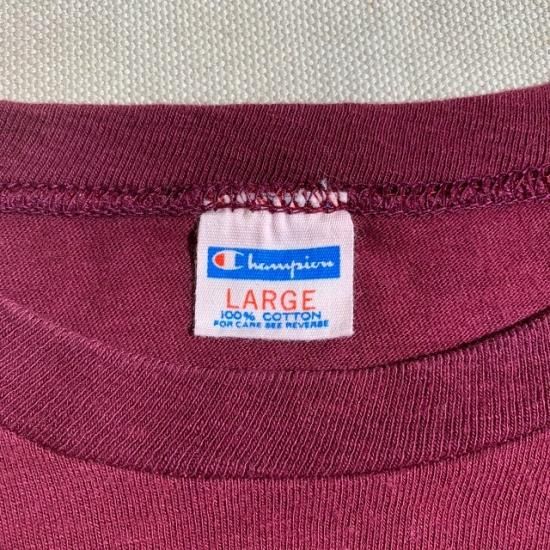 Champion
LARGE
100% COTTON
FOR CARE SEE REVERSE